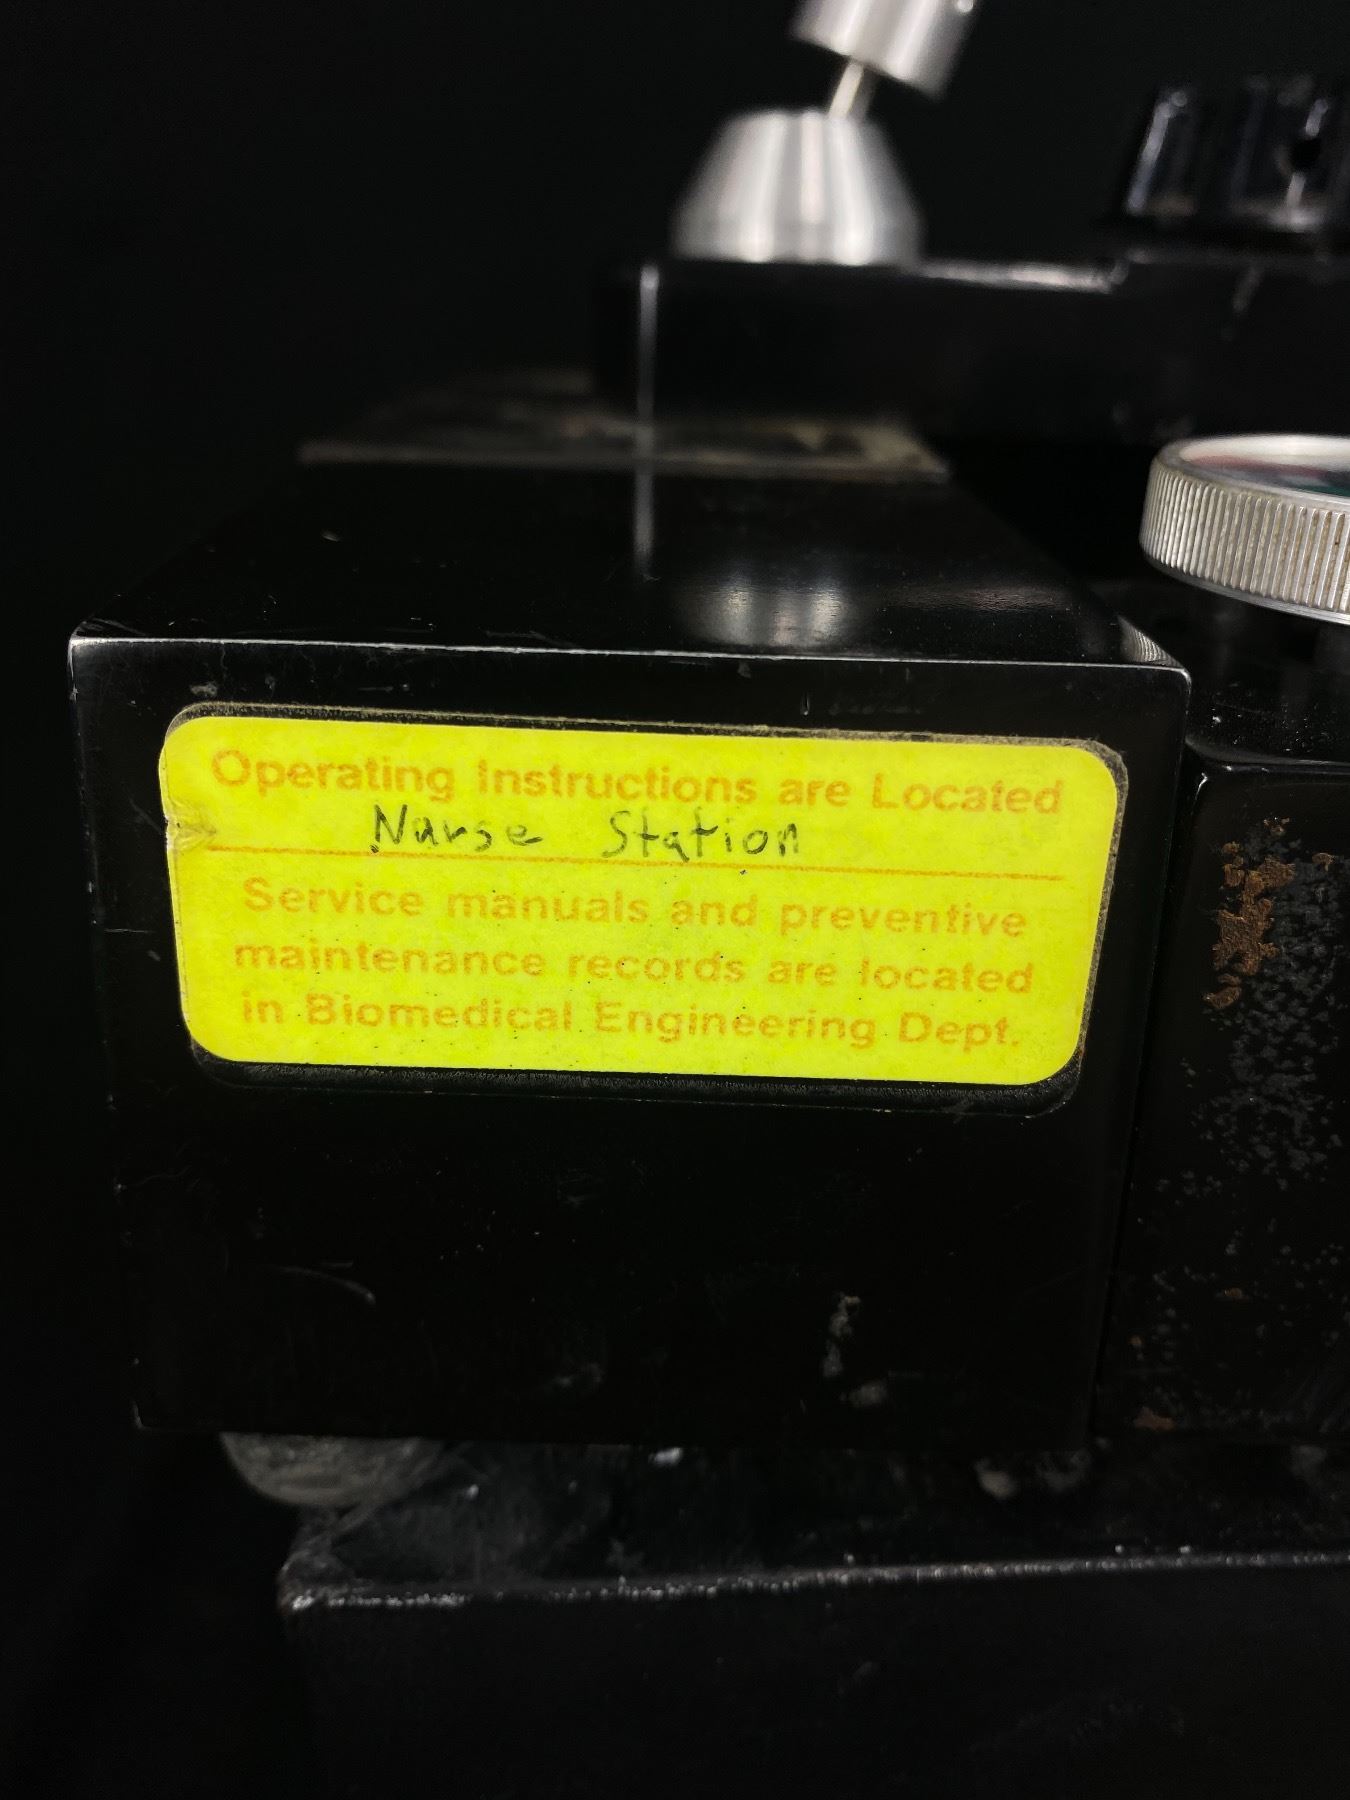 Operating Instructions are Located
Nurse Station
Service manuals and preventive
maintenance records are located
in Biomedical Engineering Dept.